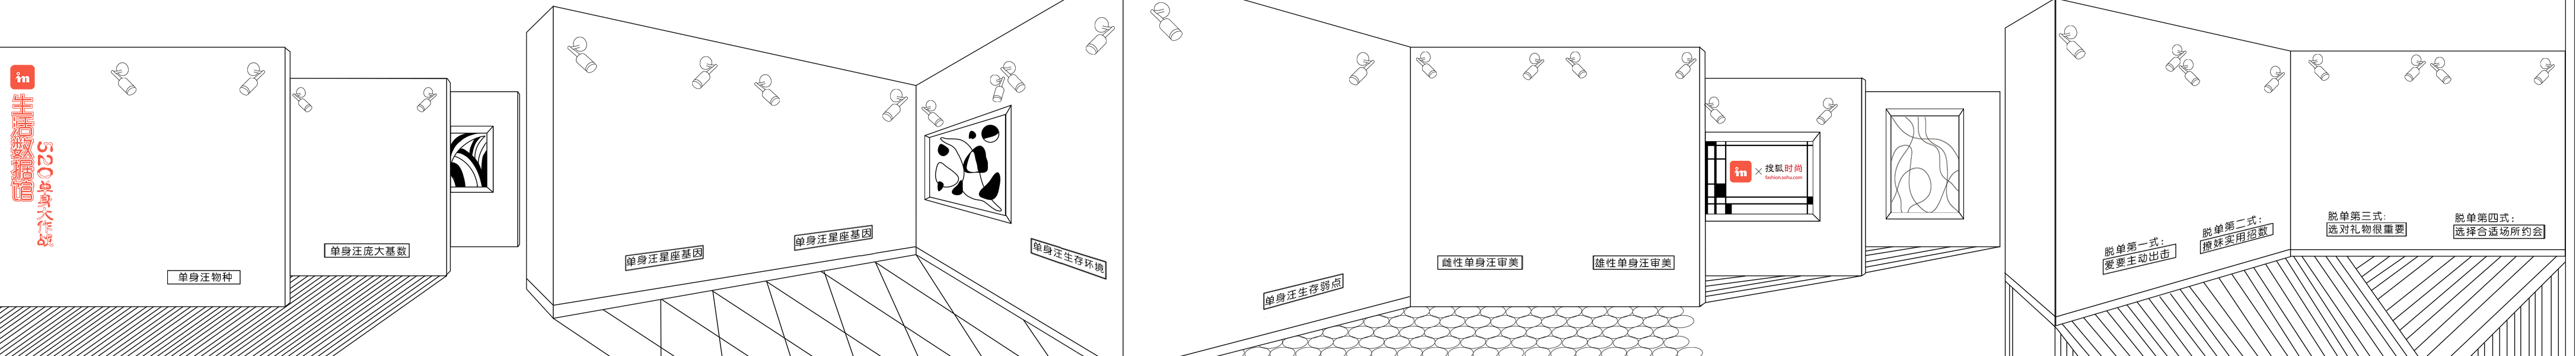 in
生活数据馆
520单身大作战
单身汪物种
单身汪庞大基数
单身汪星座基因
单身汪星座基因
单身汪生存环境
单身汪生存弱点
雌性单身汪审美
雄性单身汪审美
in × 搜狐时尚
fashion.sohu.com
脱单第一式：
爱要主动出击
脱单第二式：
撩妹实用招数
脱单第三式：
选对礼物很重要
脱单第四式：
选择合适场所约会